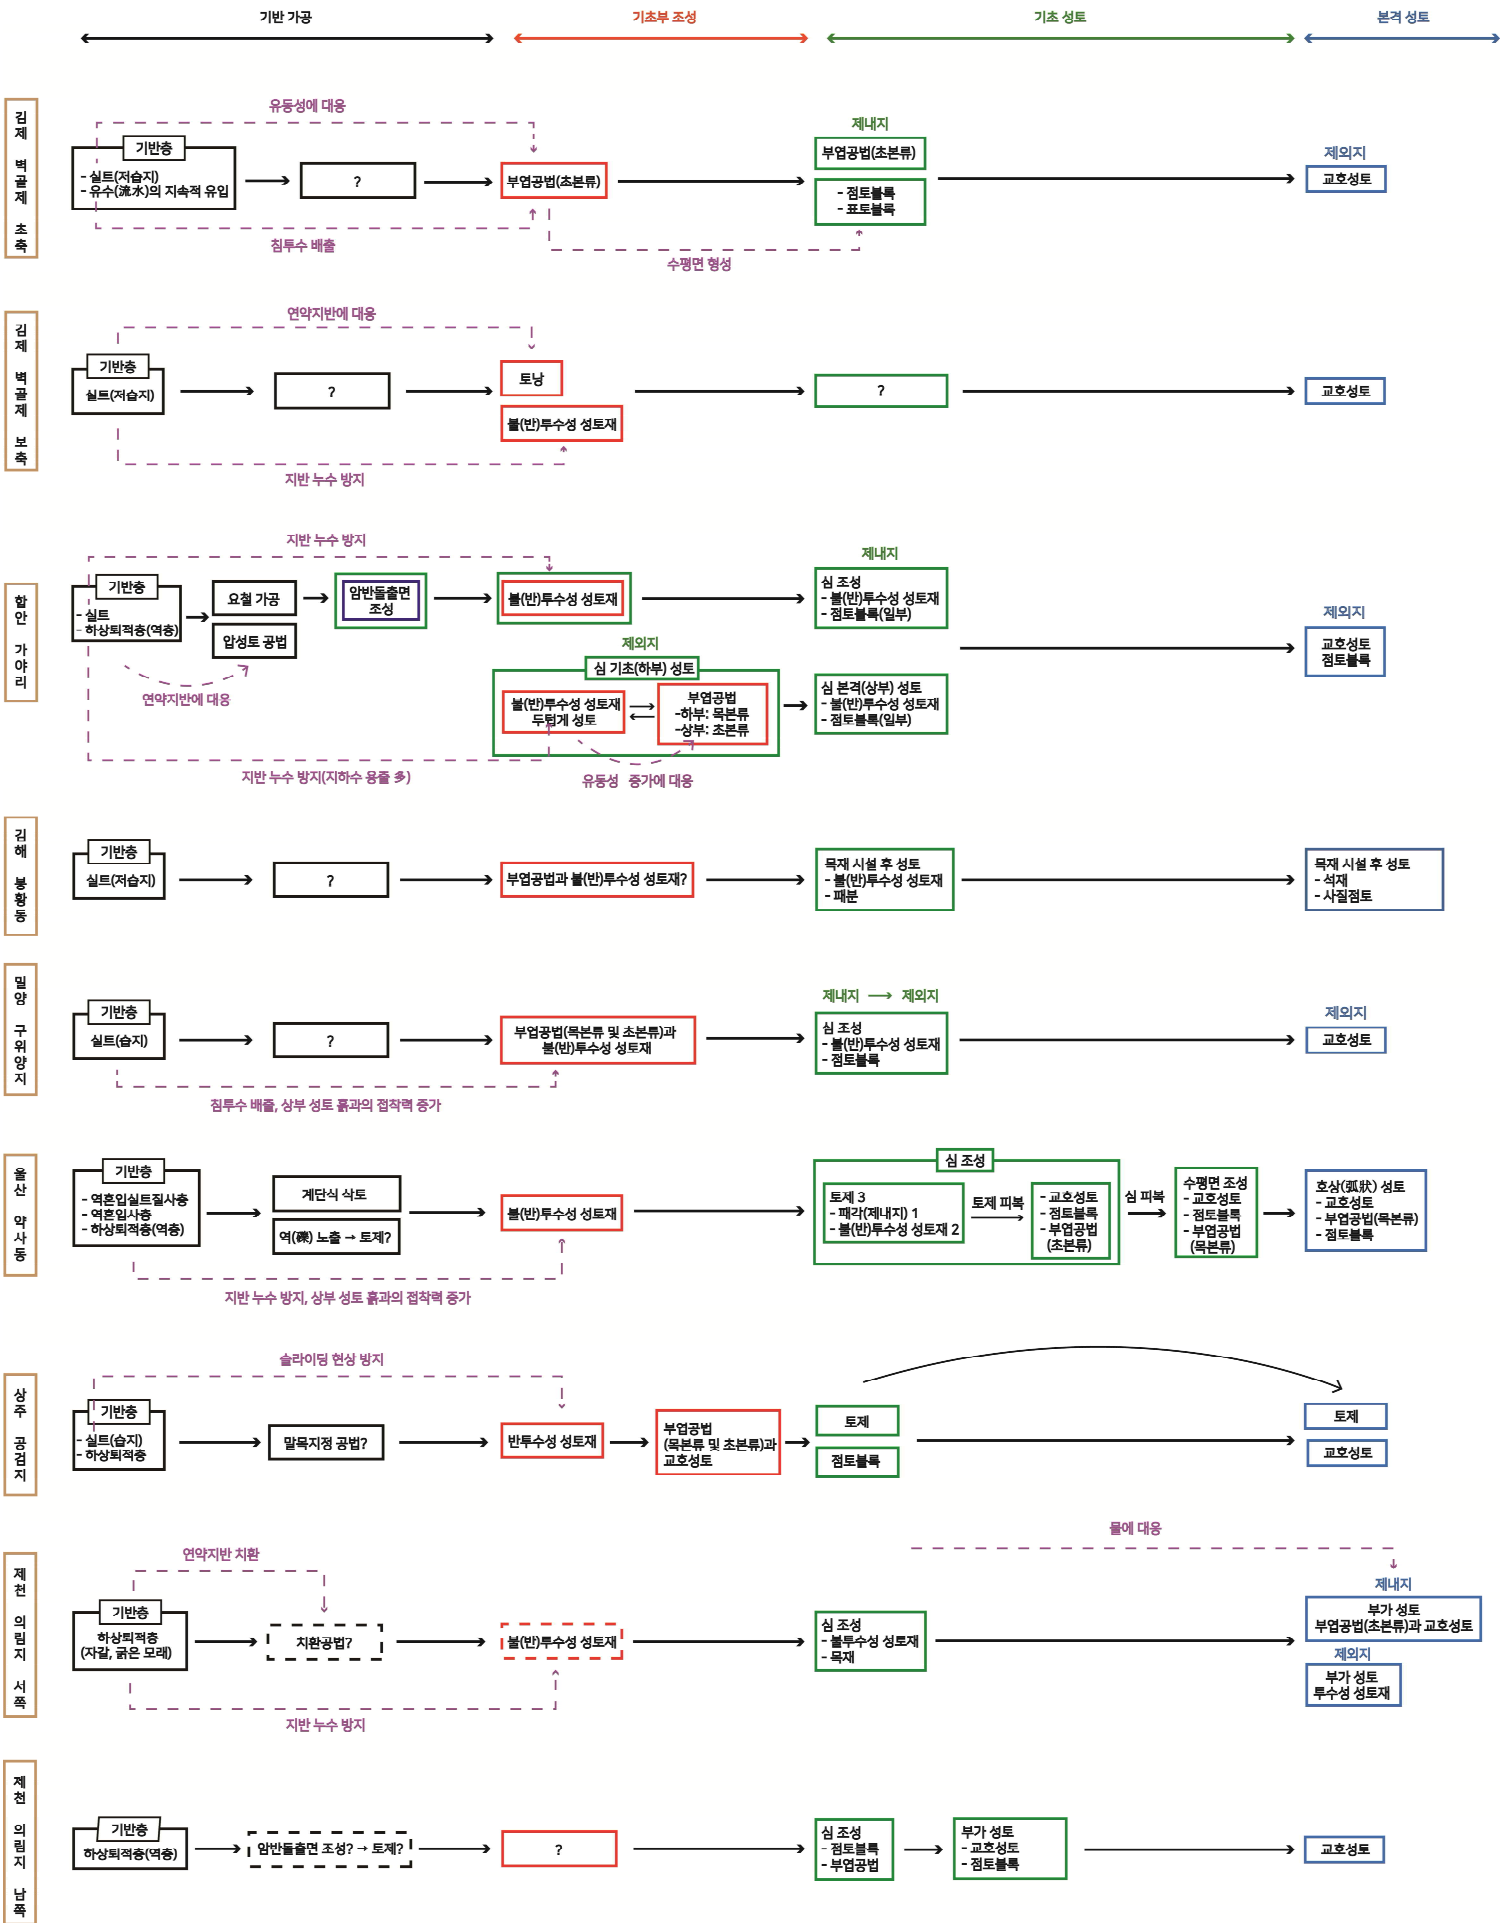 기반 가공
기초부 조성
기초 성토
본격 성토
김제 벽골제 초축
유동성에 대응
기반층
- 실트(저습지)
- 유수(流水)의 지속적 유입
?
부엽공법(초본류)
제내지
부엽공법(초본류)
- 점토블록
- 표토블록
제외지
교호성토
침투수 배출
수평면 형성
김제 벽골제 보축
연약지반에 대응
기반층
실트(저습지)
?
토낭
불(반)투수성 성토재
?
교호성토
지반 누수 방지
함안 가야리
지반 누수 방지
기반층
- 실트
- 하상퇴적층(역층)
요철 가공
압성토 공법
암반돌출면
조성
불(반)투수성 성토재
제내지
심 조성
- 불(반)투수성 성토재
- 점토블록(일부)
제외지
교호성토
점토블록
연약지반에 대응
제외지
심 기초(하부) 성토
불(반)투수성 성토재
두텁게 성토
부엽공법
-하부: 목본류
-상부: 초본류
심 본격(상부) 성토
- 불(반)투수성 성토재
- 점토블록(일부)
지반 누수 방지(지하수 용출 多)
유동성 증가에 대응
김해 봉황동
기반층
실트(저습지)
?
부엽공법과 불(반)투수성 성토재?
목재 시설 후 성토
- 불(반)투수성 성토재
- 패분
목재 시설 후 성토
- 석재
- 사질점토
밀양 구위양지
기반층
실트(습지)
?
부엽공법(목본류 및 초본류)과
불(반)투수성 성토재
제내지 → 제외지
심 조성
- 불(반)투수성 성토재
- 점토블록
제외지
교호성토
침투수 배출, 상부 성토 흙과의 접착력 증가
울산 약사동
기반층
- 역혼입실트질사층
- 역혼입사층
- 하상퇴적층(역층)
계단식 삭토
역(礫) 노출 → 토제?
불(반)투수성 성토재
심 조성
토제 3
- 패각(제내지) 1
- 불(반)투수성 성토재 2
토제 피복
- 교호성토
- 점토블록
- 부엽공법
(초본류)
심 피복
수평면 조성
- 교호성토
- 점토블록
- 부엽공법
(목본류)
호상(弧狀) 성토
- 교호성토
- 부엽공법(목본류)
- 점토블록
지반 누수 방지, 상부 성토 흙과의 접착력 증가
상주 공검지
슬라이딩 현상 방지
기반층
- 실트(습지)
- 하상퇴적층
말목지정 공법?
반투수성 성토재
부엽공법
(목본류 및 초본류)과
교호성토
토제
점토블록
토제
교호성토
제천 의림지 서쪽
연약지반 치환
기반층
하상퇴적층
(자갈, 굵은 모래)
치환공법?
불(반)투수성 성토재
심 조성
- 불투수성 성토재
- 목재
물에 대응
제내지
부가 성토
부엽공법(초본류)과 교호성토
제외지
부가 성토
투수성 성토재
지반 누수 방지
제천 의림지 남쪽
기반층
하상퇴적층(역층)
암반돌출면 조성? → 토제?
?
심 조성
- 점토블록
- 부엽공법
부가 성토
- 교호성토
- 점토블록
교호성토